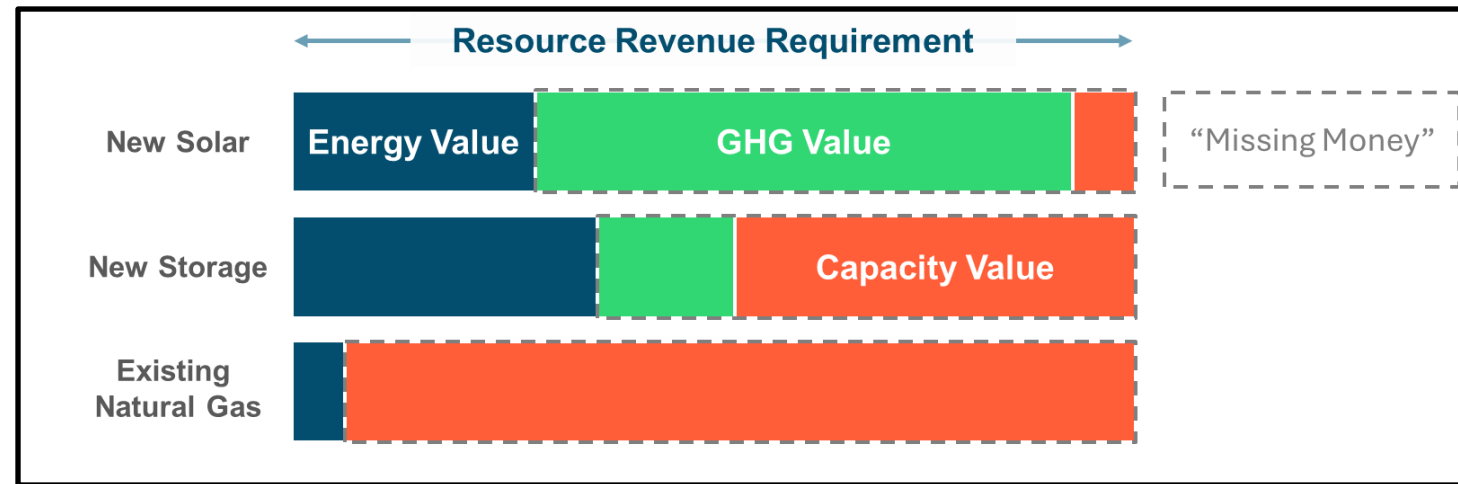 Resource Revenue Requirement
New Solar
Energy Value
GHG Value
“Missing Money”
New Storage
Capacity Value
Existing
Natural Gas